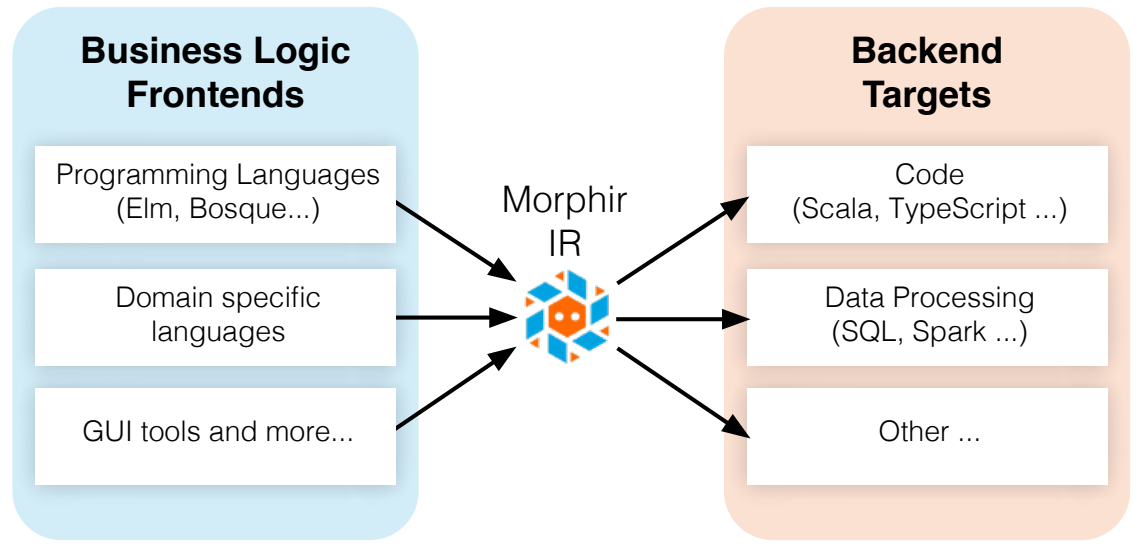 Business Logic
Frontends
Programming Languages
(Elm, Bosque...)
Domain specific
languages
GUI tools and more...
Morphir
IR
Backend
Targets
Code
(Scala, TypeScript ...)
Data Processing
(SQL, Spark ...)
Other ...